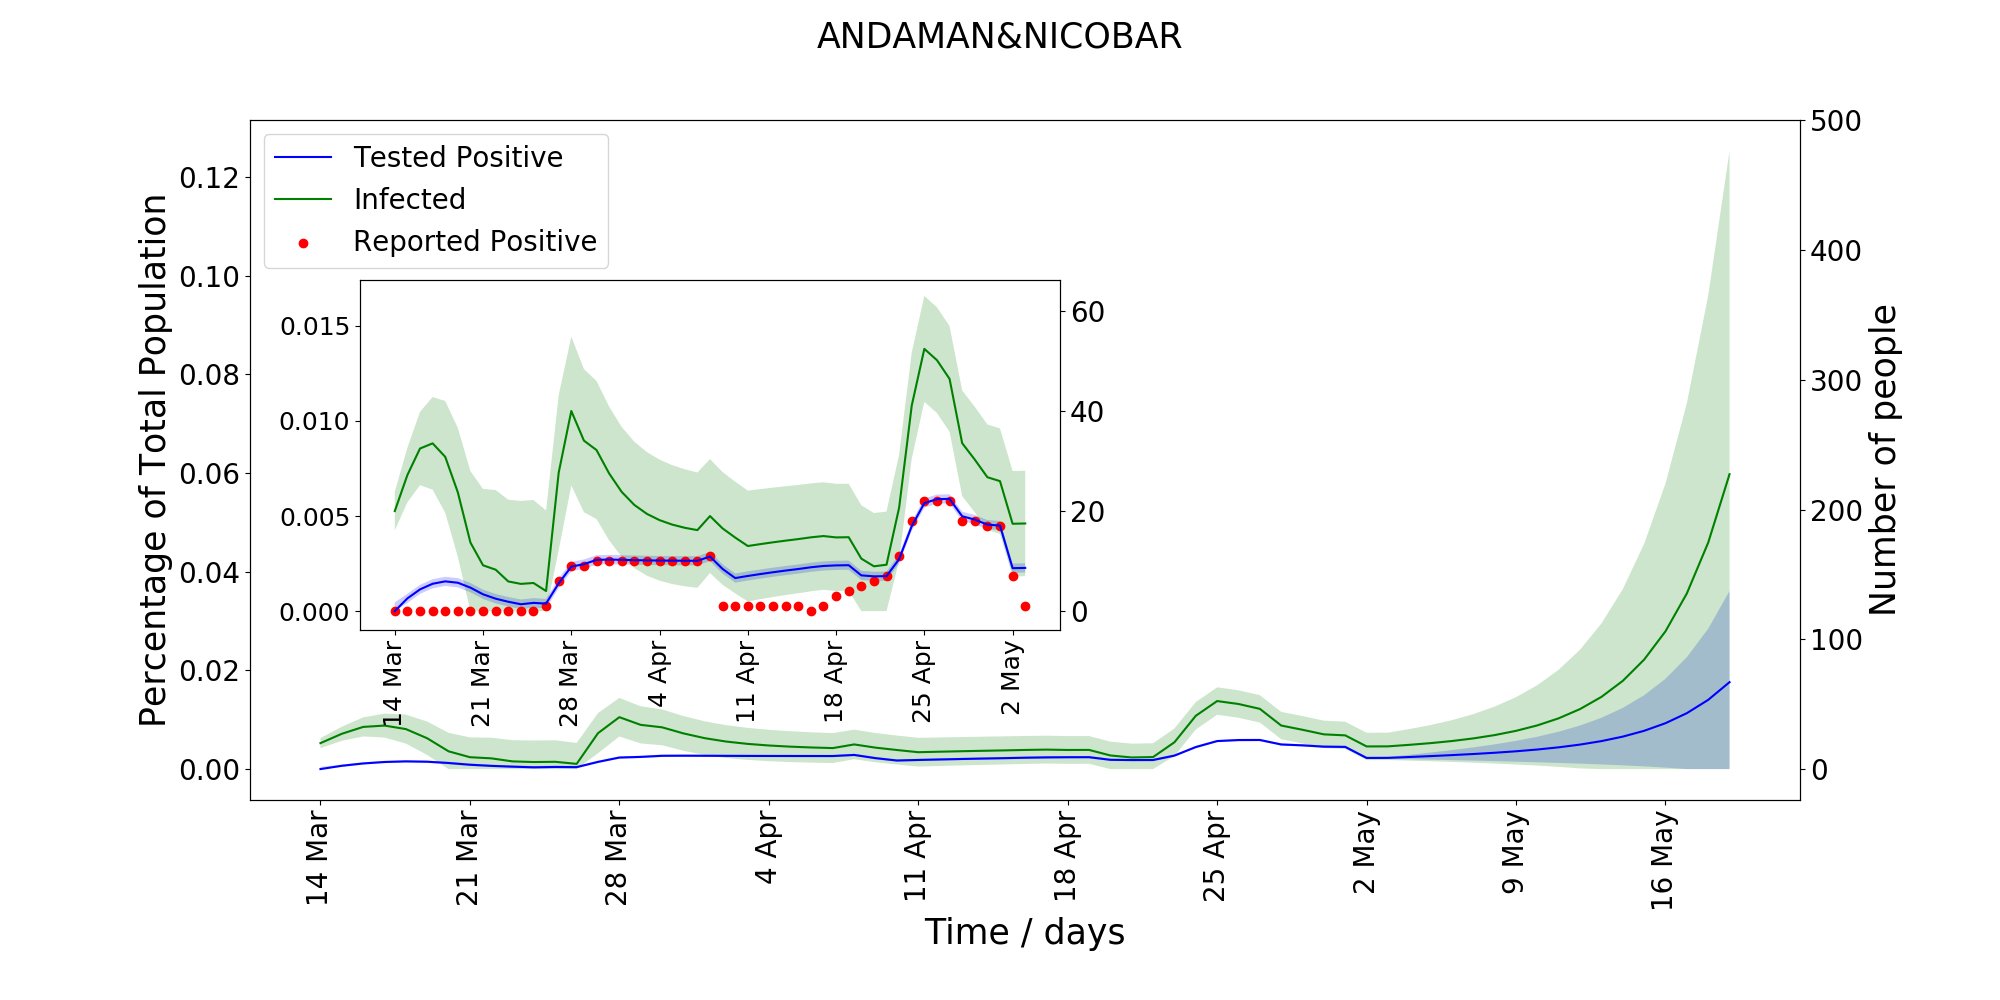 ANDAMAN&NICOBAR
Tested Positive
Infected
Reported Positive
Percentage of Total Population
0.12
0.10
0.08
0.06
0.04
0.02
0.00
500
400
300
200
100
0
Number of people
0.015
0.010
0.005
0.000
60
40
20
0
14 Mar
21 Mar
28 Mar
4 Apr
11 Apr
18 Apr
25 Apr
2 May
14 Mar
21 Mar
28 Mar
4 Apr
11 Apr
18 Apr
25 Apr
2 May
9 May
16 May
Time / days